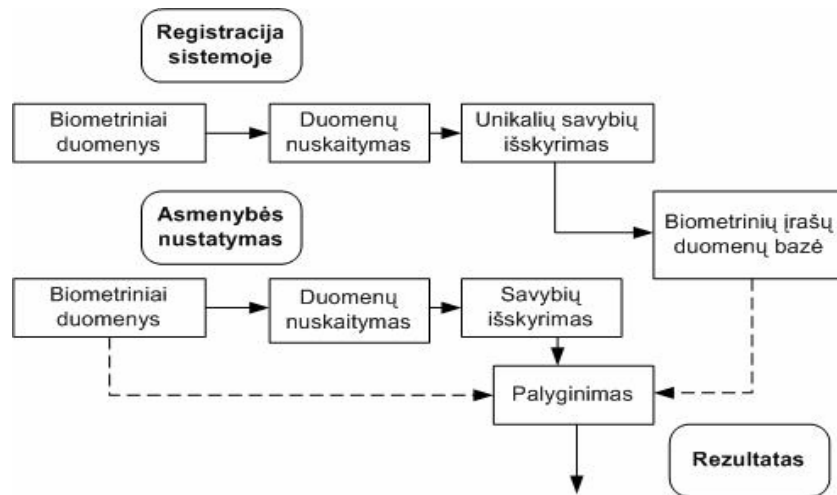 Registracija
sistemoje
Biometriniai
duomenys
Duomenų
nuskaitymas
Unikalių savybių
išskyrimas
Asmenybės
nustatymas
Biometrinių įrašų
duomenų bazė
Biometriniai
duomenys
Duomenų
nuskaitymas
Savybių
išskyrimas
Palyginimas
Rezultatas